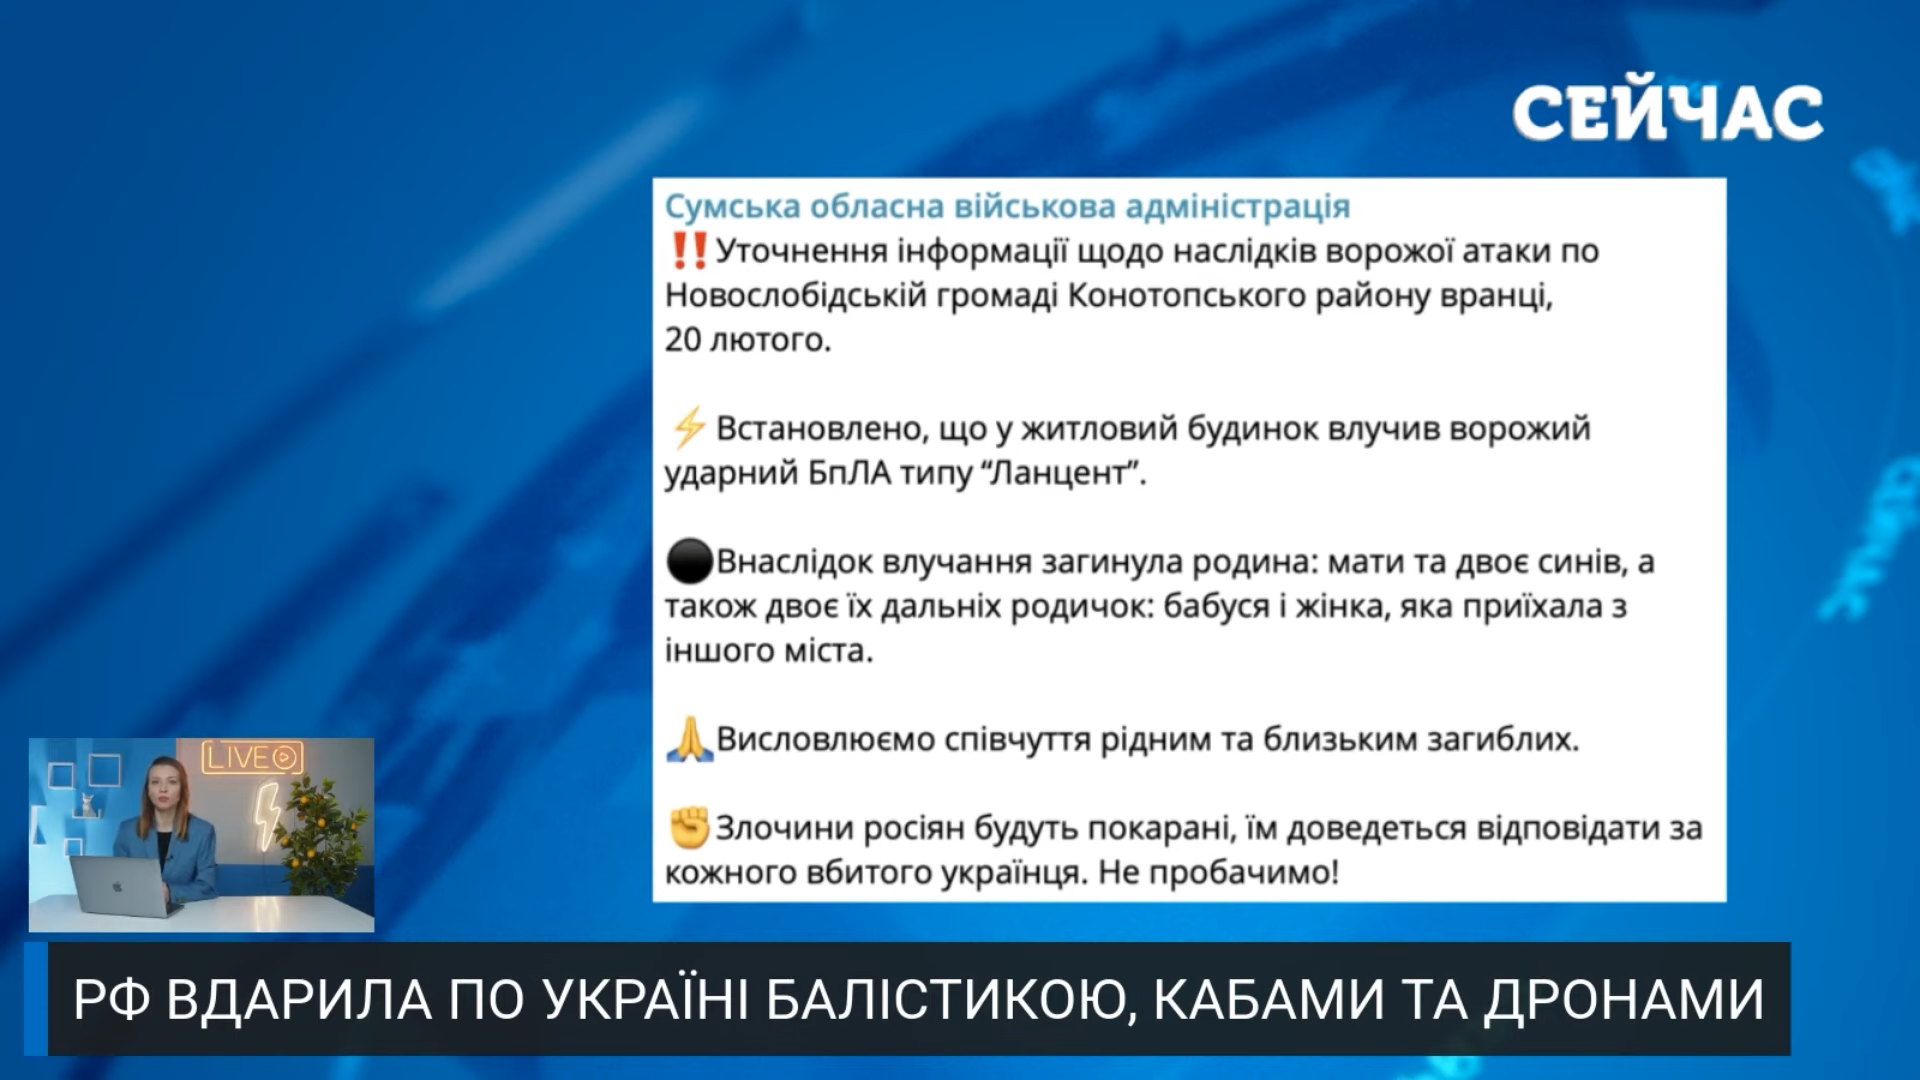 СЕЙЧАС
Сумська обласна військова адміністрація
‼️Уточнення інформації щодо наслідків ворожої атаки по
Новослобідській громаді Конотопського району вранці,
20 лютого.
⚡Встановлено, що у житловий будинок влучив ворожий
ударний БпЛА типу “Ланцент”.
⚫Внаслідок влучання загинула родина: мати та двоє синів, а
також двоє їх дальніх родичок: бабуся і жінка, яка приїхала з
іншого міста.
🙏Висловлюємо співчуття рідним та близьким загиблих.
✊Злочини росіян будуть покарані, їм доведеться відповідати за
кожного вбитого українця. Не пробачимо!
LIVE
РФ ВДАРИЛА ПО УКРАЇНІ БАЛІСТИКОЮ, КАБАМИ ТА ДРОНАМИ